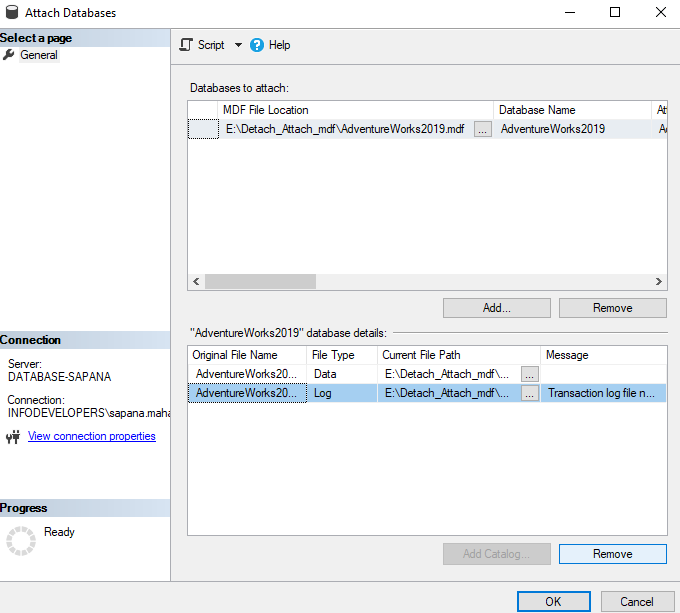 Attach Databases
Select a page
General
Script Help
Databases to attach:
MDF File Location Database Name At
E:\Detach_Attach_mdf\AdventureWorks2019.mdf ... AdventureWorks2019
Add... Remove
"AdventureWorks2019" database details:
Original File Name File Type Current File Path Message
AdventureWorks20... Data E:\Detach_Attach_mdf\... ...
AdventureWorks20... Log E:\Detach_Attach_mdf\... ... Transaction log file n...
Connection
Server:
DATABASE-SAPANA
Connection:
INFODEVELOPERS\sapana.maha
View connection properties
Progress
Ready
Add Catalog... Remove
OK Cancel